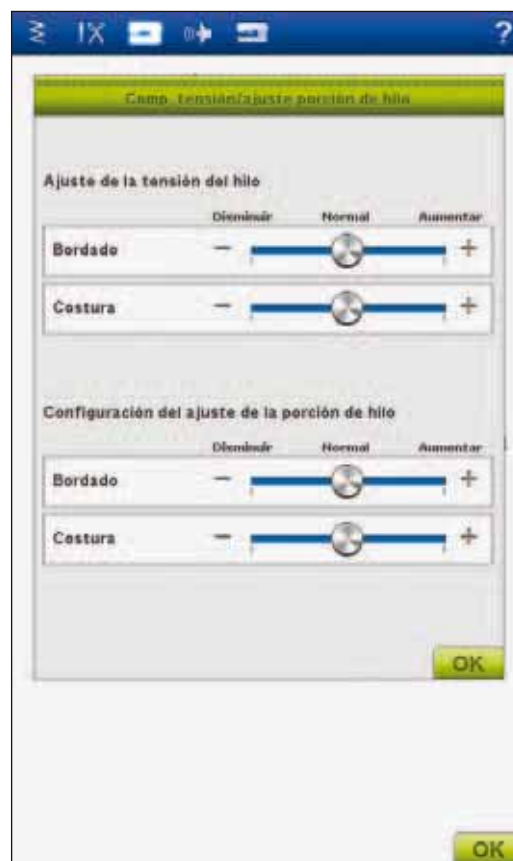 ?
Comp. tensión/ajuste porción de hilo
Ajuste de la tensión del hilo
Disminuir Normal Aumentar
Bordado - +
Costura - +
Configuración del ajuste de la porción de hilo
Disminuir Normal Aumentar
Bordado - +
Costura - +
OK
OK